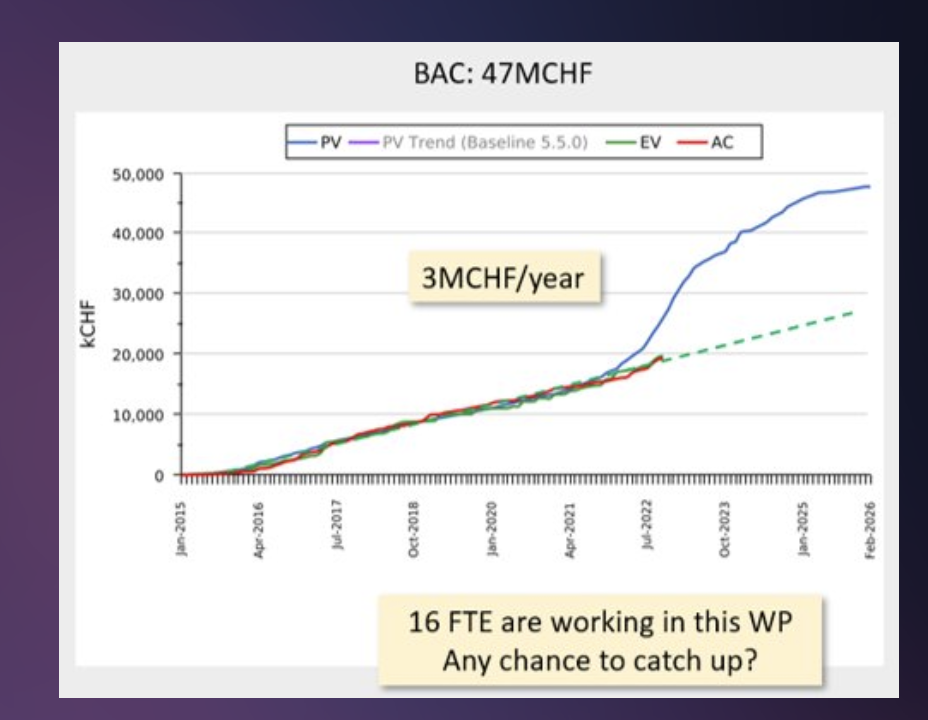 BAC: 47MCHF
PV PV Trend (Baseline 5.5.0) EV AC
50,000
40,000
3MCHF/year
30,000
kCHF
20,000
10,000
0
Jan-2015 Apr-2016 Jul-2017 Oct-2018 Jan-2020 Apr-2021 Jul-2022 Oct-2023 Jan-2025 Feb-2026
16 FTE are working in this WP
Any chance to catch up?